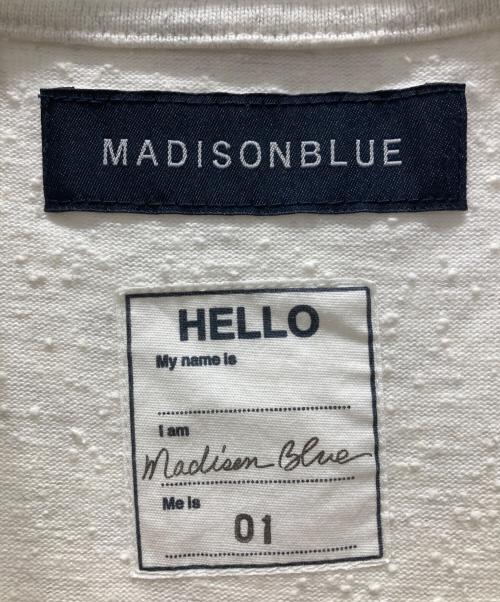 MADISONBLUE
HELLO
My name is
I am
Madison Blue
Me is
01